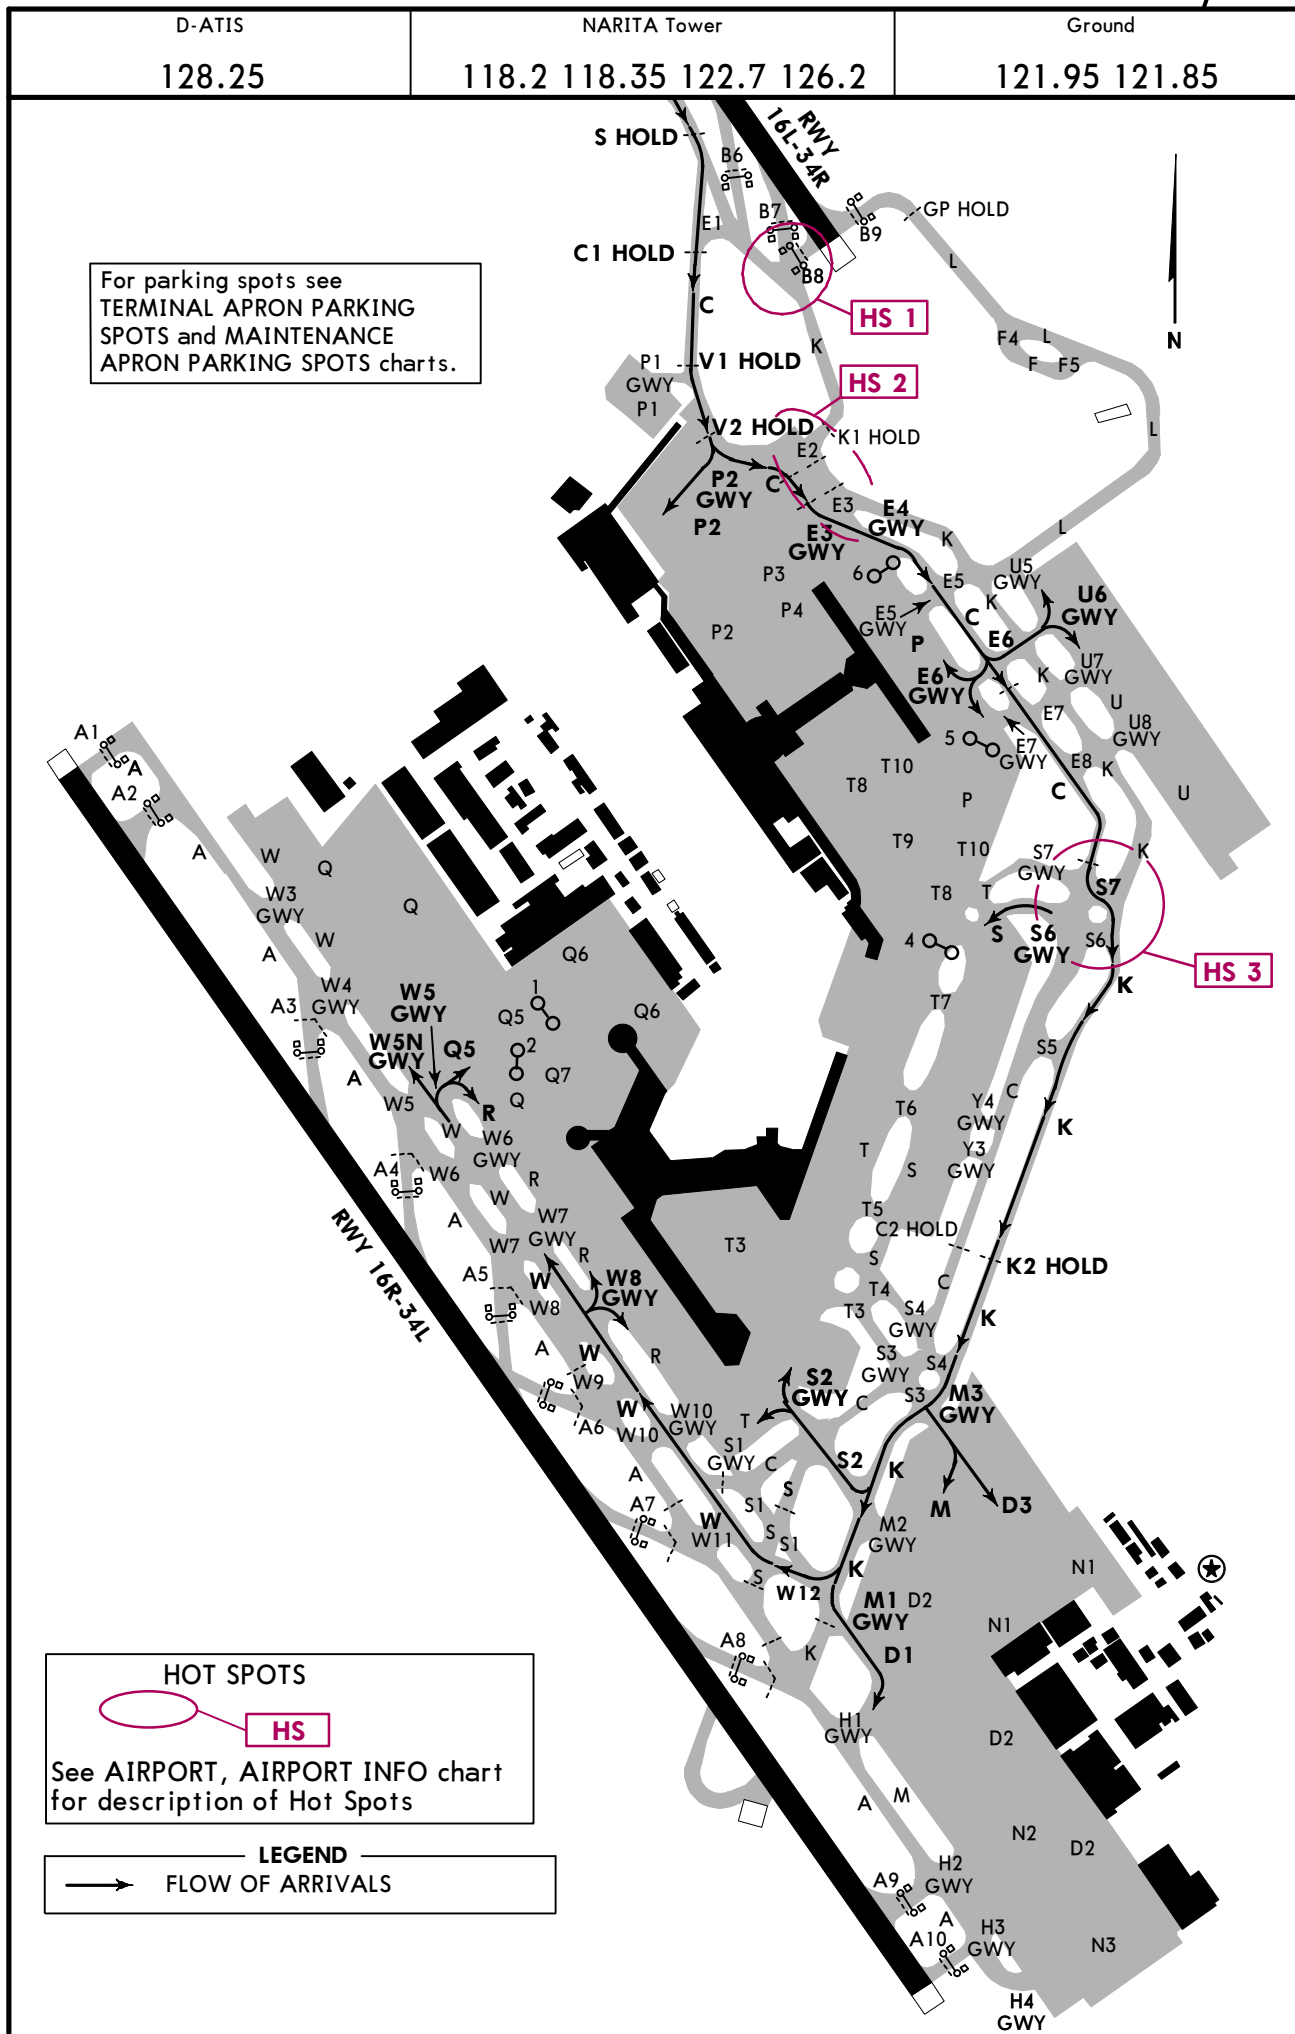 D-ATIS
128.25
NARITA Tower
118.2 118.35 122.7 126.2
Ground
121.95 121.85
S HOLD
RWY
16L-34R
B6
E1
B7
B9
GP HOLD
C1 HOLD
B8
L
For parking spots see
TERMINAL APRON PARKING
SPOTS and MAINTENANCE
APRON PARKING SPOTS charts.
C
HS 1
N
K
F4
L
F
F5
P1
GWY
P1
V1 HOLD
HS 2
V2 HOLD
K1 HOLD
L
E2
P2
GWY
C
P2
E3
E4
GWY
E3
GWY
K
L
P3
6
E5
U5
GWY
K
P4
E5
GWY
C
U6
GWY
P2
P
E6
E6
GWY
K
U7
GWY
A1
5
E7
U
U8
GWY
E7
GWY
E8
K
A
A2
T10
T8
P
C
U
A
W
Q
T9
T10
S7
GWY
K
W3
GWY
Q
T8
T
S7
W
A
S
S6
GWY
S6
Q6
4
HS 3
K
W4
GWY
W5
GWY
1
A3
Q5
Q6
T7
W5N
GWY
Q5
2
S5
A
Q7
C
W5
Q
R
T6
Y4
GWY
K
W
W6
GWY
T
Y3
GWY
A4
W6
R
S
W
A
W7
GWY
T5
C2 HOLD
RWY 16R-34L
W7
R
T3
S
K2 HOLD
A5
W
W8
GWY
T4
C
W8
T3
S4
GWY
K
A
W
R
S3
GWY
S4
W9
S2
GWY
C
S3
M3
GWY
W
W10
GWY
T
A6
W10
S1
GWY
C
S2
K
A
S
M
D3
A7
S1
W
W11
S
S1
M2
GWY
S
W12
K
N1
M1
GWY
D2
N1
A8
K
D1
HOT SPOTS
HS
See AIRPORT, AIRPORT INFO chart
for description of Hot Spots
H1
GWY
D2
M
A
N2
D2
LEGEND
FLOW OF ARRIVALS
H2
GWY
A9
A
A10
H3
GWY
N3
H4
GWY